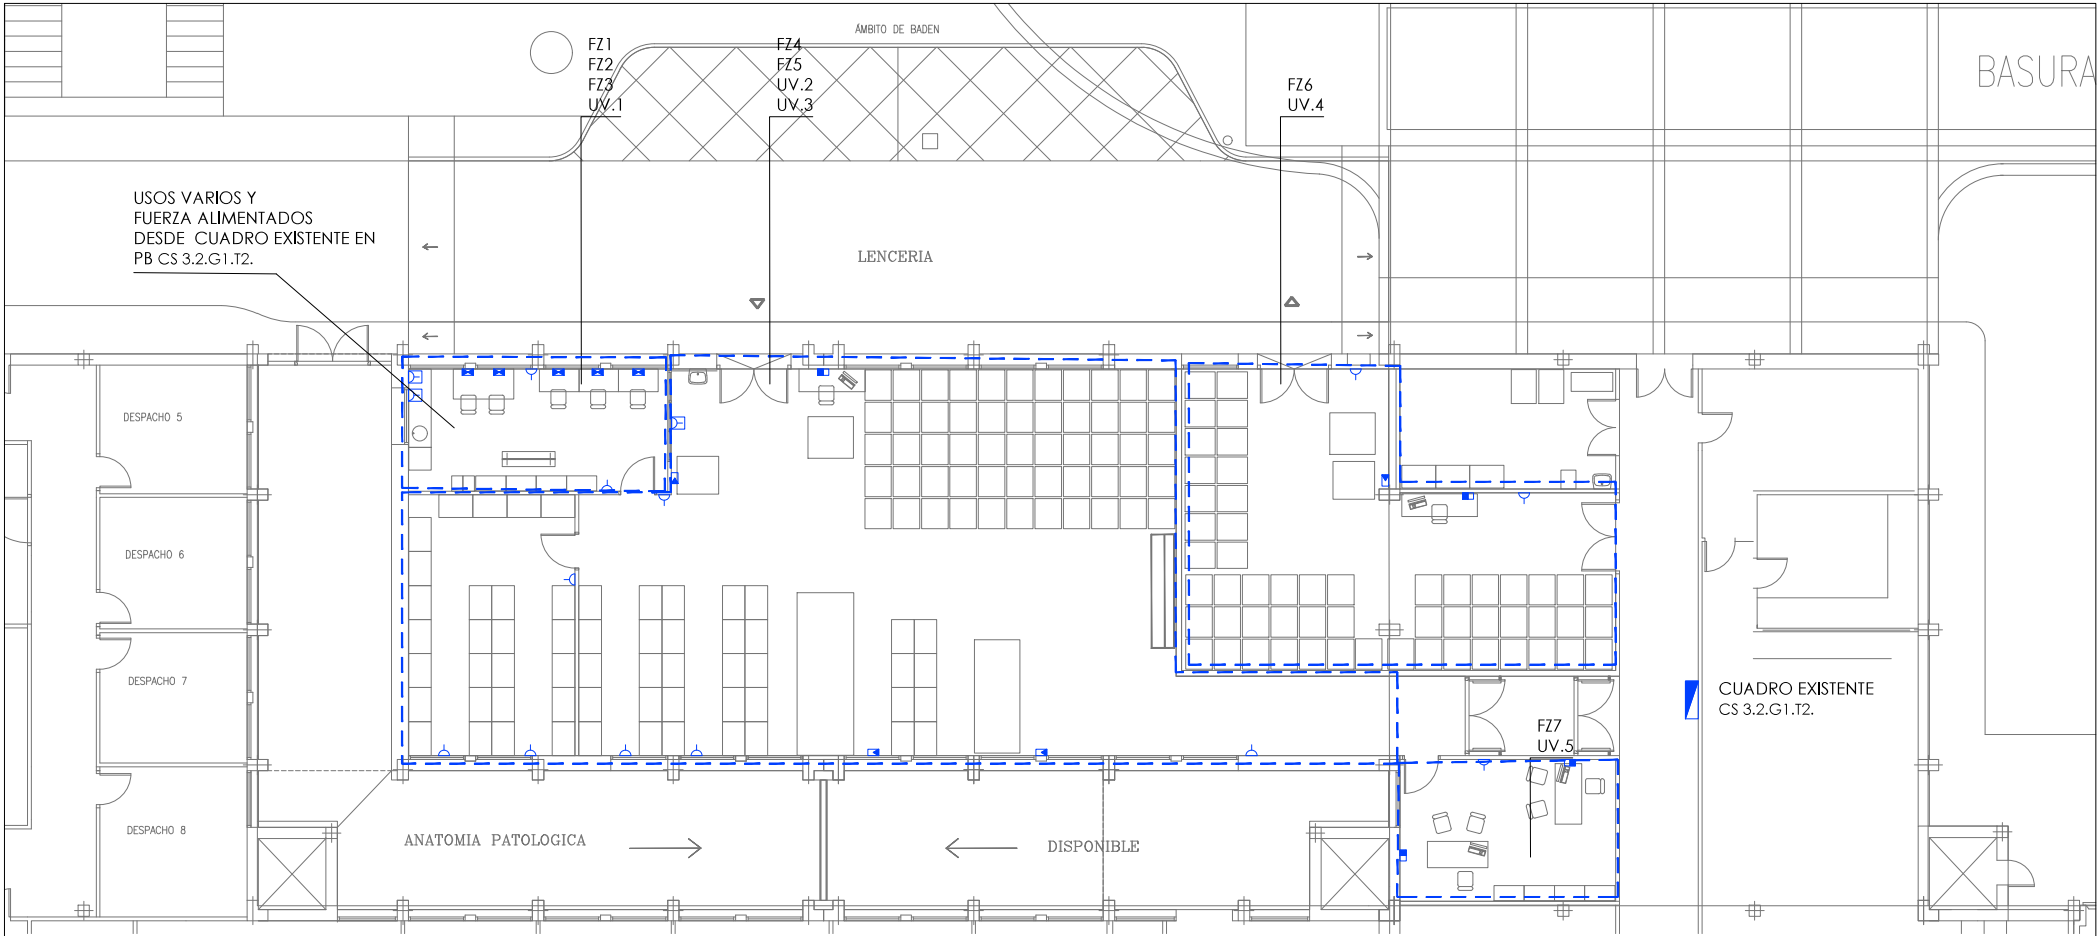 ÁMBITO DE BADEN
FZ1
FZ2
FZ3
UV.1
FZ4
FZ5
UV.2
UV.3
FZ6
UV.4
BASURA
USOS VARIOS Y
FUERZA ALIMENTADOS
DESDE CUADRO EXISTENTE EN
PB CS 3.2.G1.T2.
LENCERIA
DESPACHO 5
DESPACHO 6
DESPACHO 7
DESPACHO 8
CUADRO EXISTENTE
CS 3.2.G1.T2.
FZ7
UV.5
ANATOMIA PATOLOGICA
DISPONIBLE